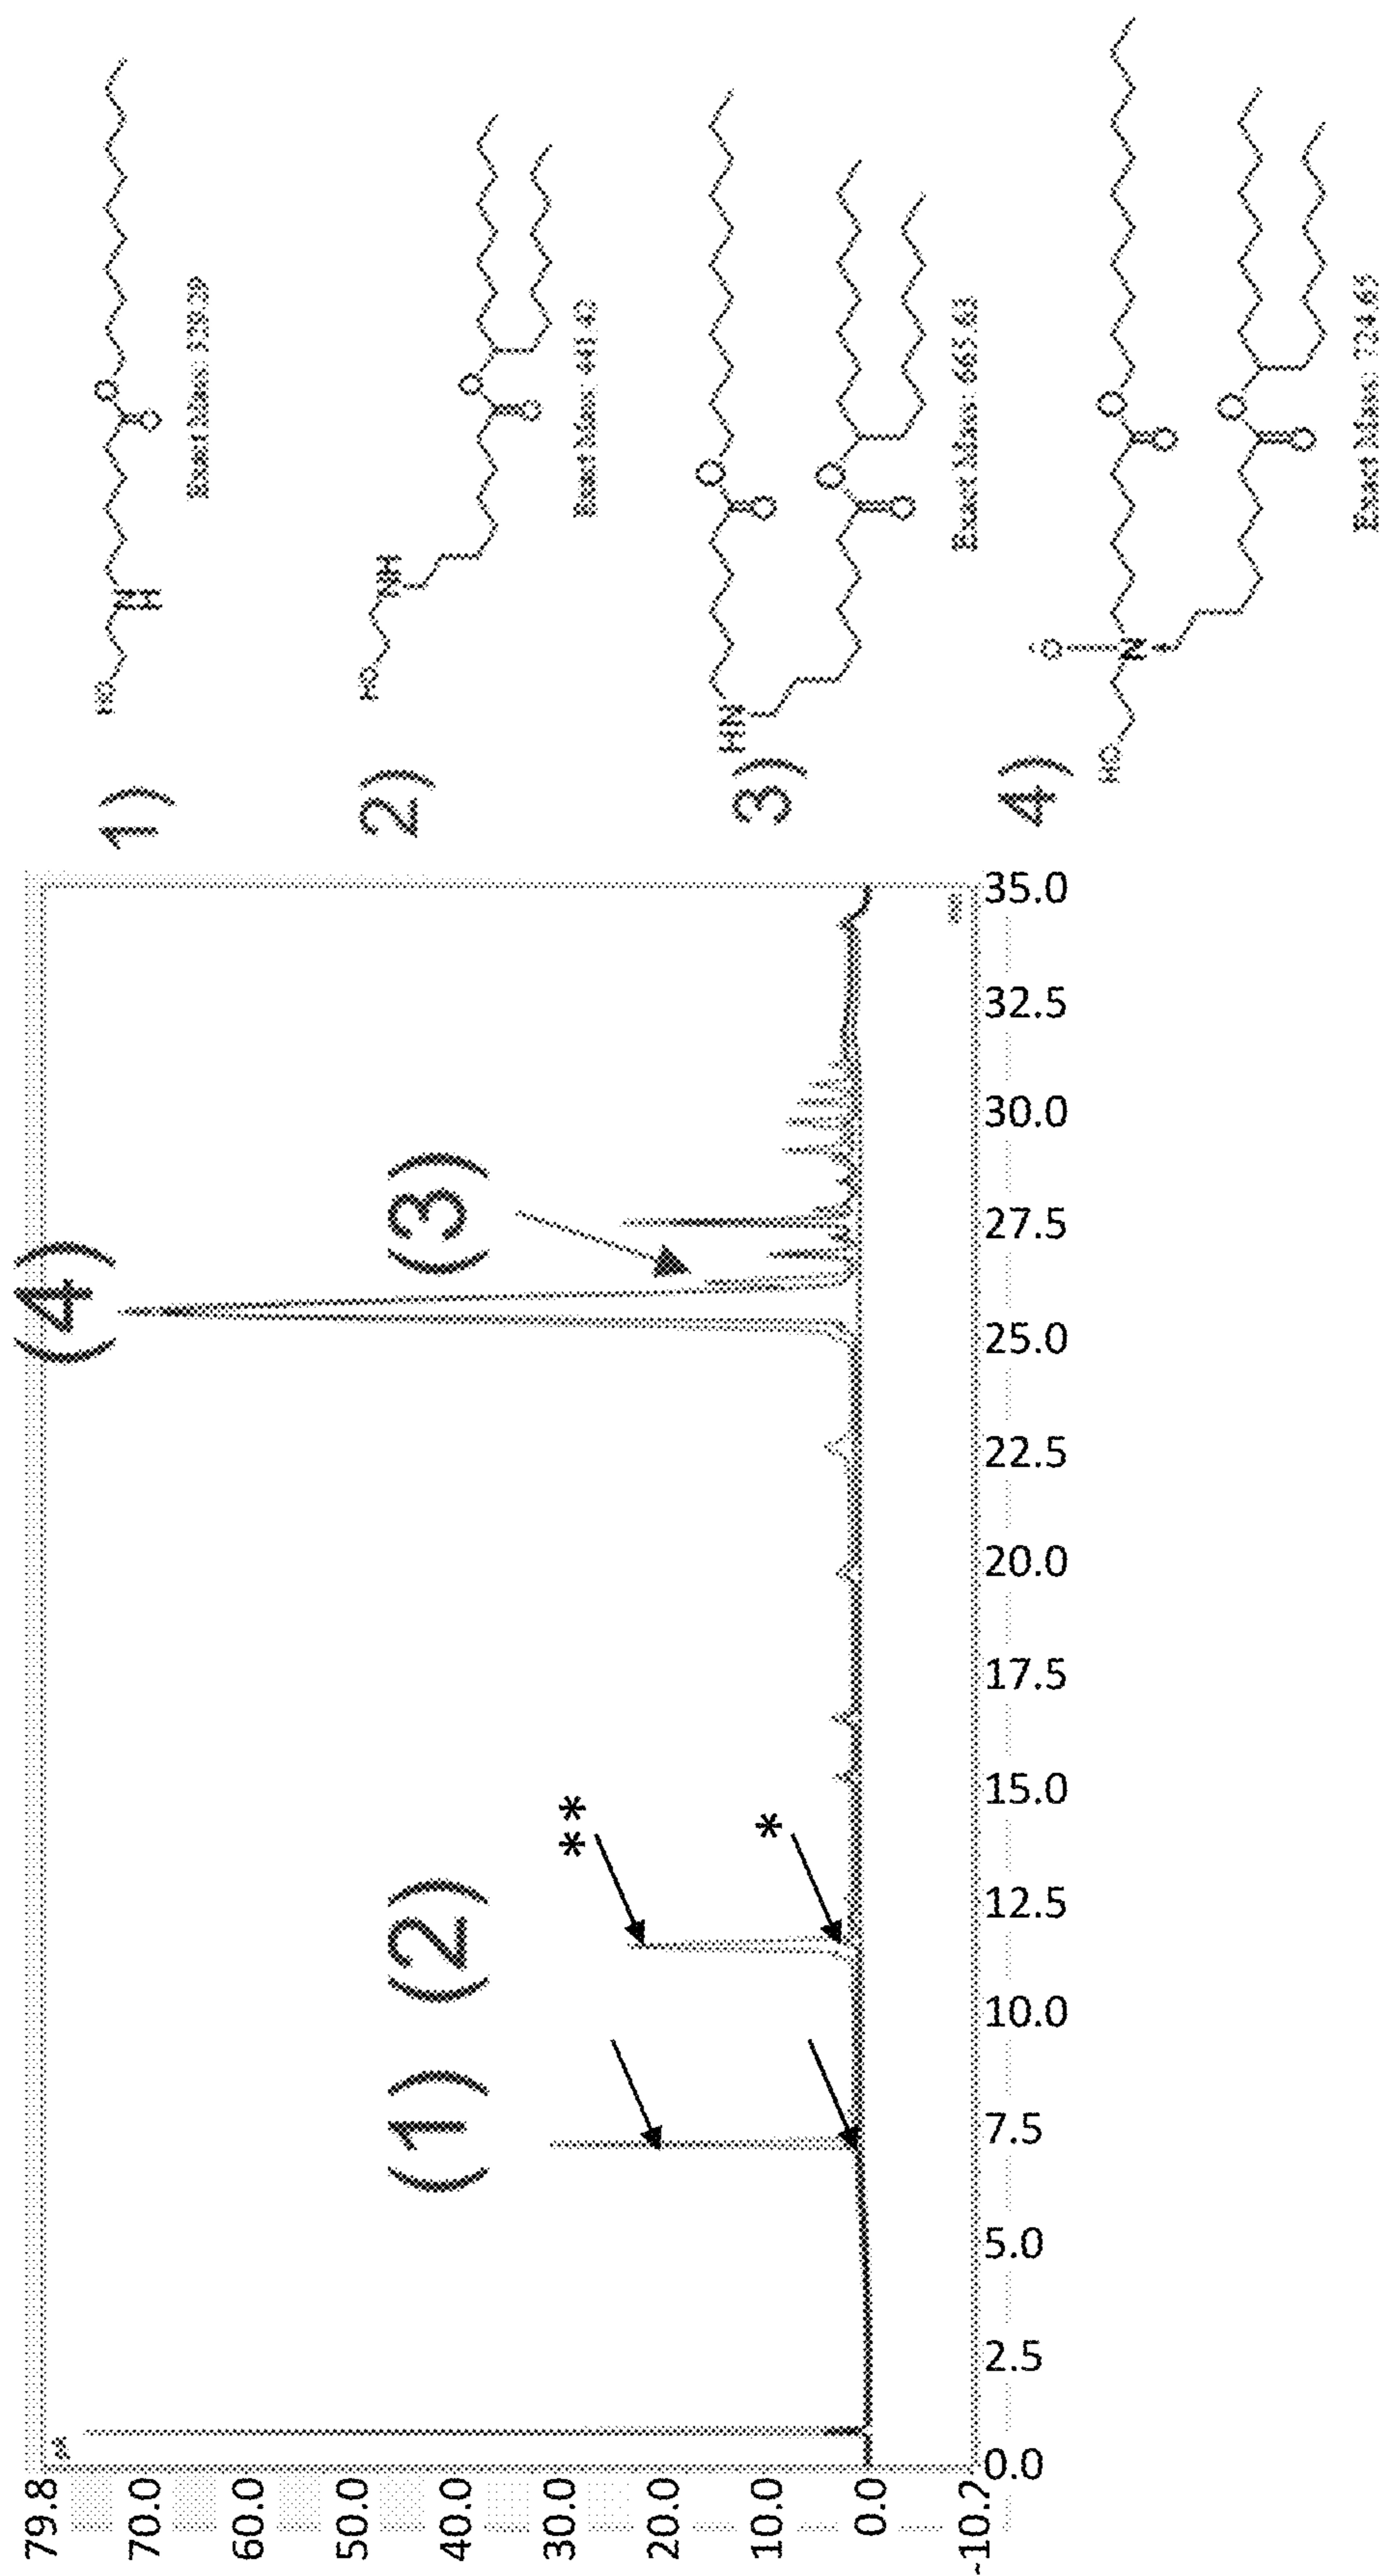 79.8
70.0
60.0
50.0
40.0
30.0
20.0
10.0
0.0
-10.2
pA
(1)
(2)
**
*
(4)
(3)
min
0.0
2.5
5.0
7.5
10.0
12.5
15.0
17.5
20.0
22.5
25.0
27.5
30.0
32.5
35.0
1)
HO
N
H
O
O
Exact Mass: 329.29
2)
HO
NH
O
O
Exact Mass: 441.42
3)
HN
O
O
O
O
Exact Mass: 665.63
4)
HO
O
N
O
O
O
O
Exact Mass: 724.65